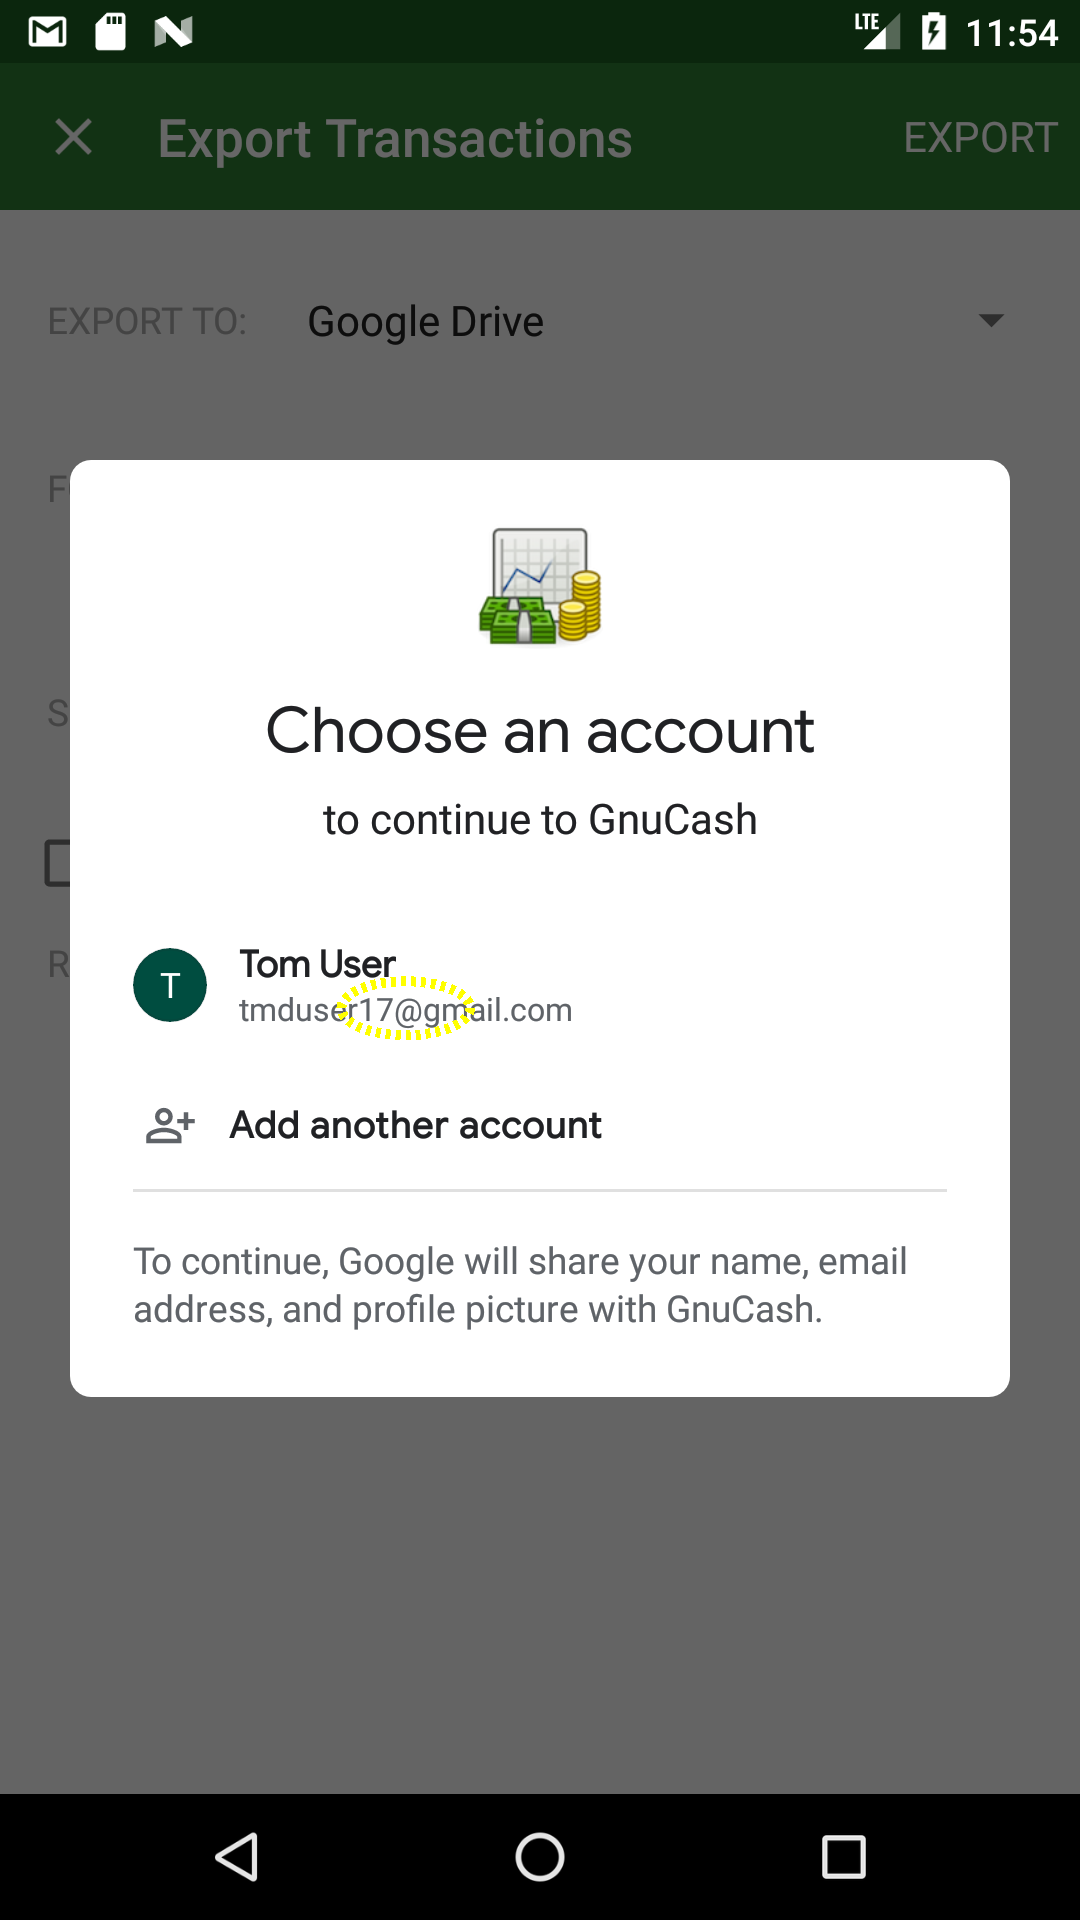 LTE 11:54
Export Transactions EXPORT
EXPORT TO: Google Drive
Choose an account
to continue to GnuCash
T Tom User
tmduser17@gmail.com
Add another account
To continue, Google will share your name, email
address, and profile picture with GnuCash.